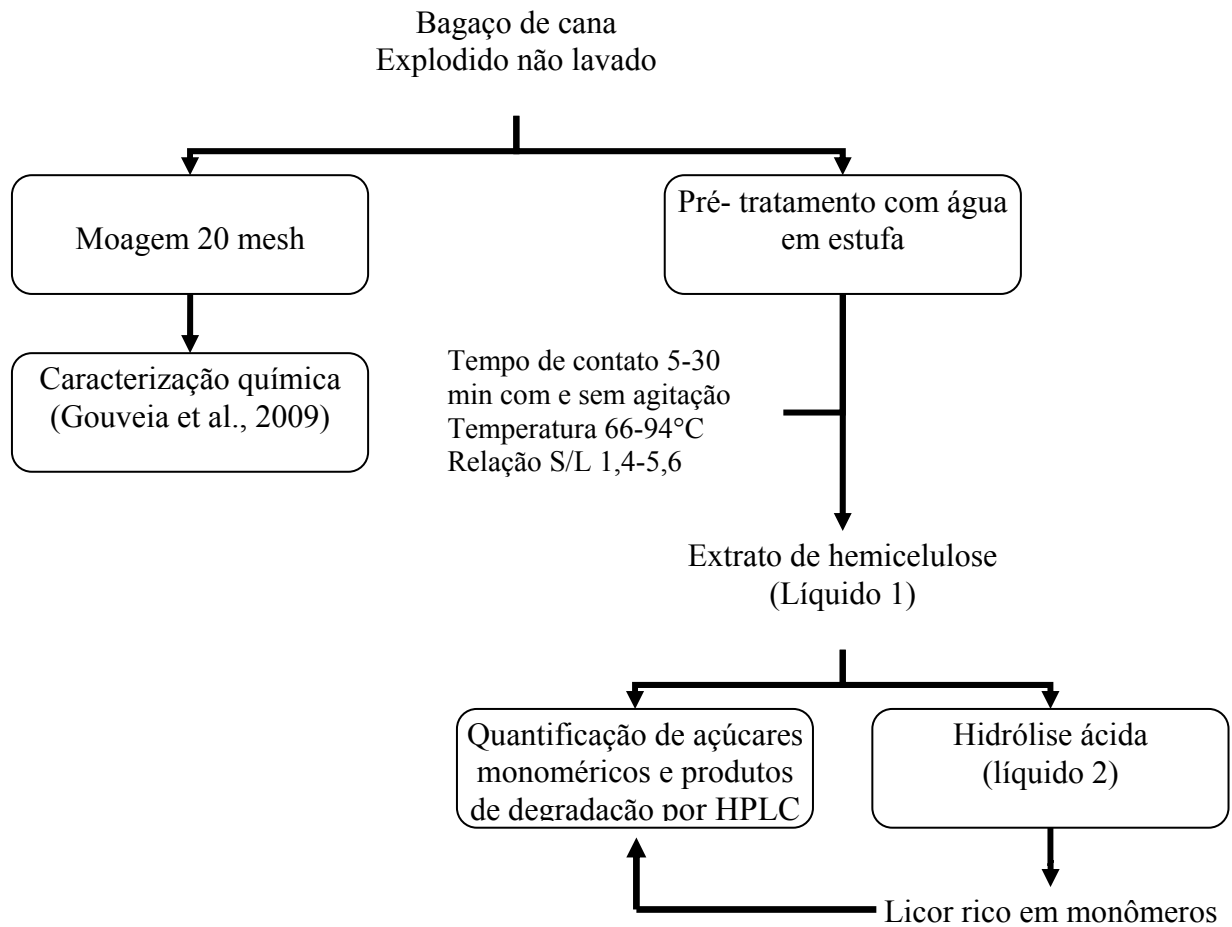 Bagaço de cana
Explodido não lavado
Moagem 20 mesh
Pré- tratamento com água
em estufa
Caracterização química
(Gouveia et al., 2009)
Tempo de contato 5-30
min com e sem agitação
Temperatura 66-94°C
Relação S/L 1,4-5,6
Extrato de hemicelulose
(Líquido 1)
Quantificação de açúcares
monoméricos e produtos
de degradação por HPLC
Hidrólise ácida
(líquido 2)
Licor rico em monômeros